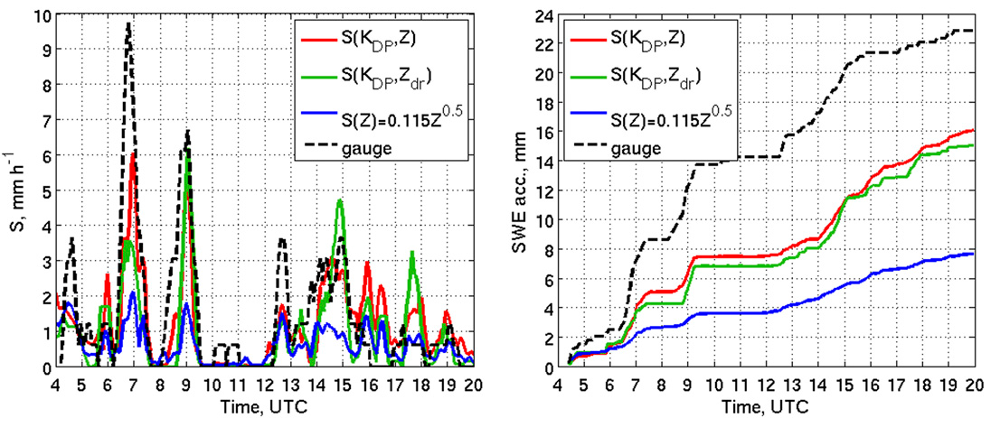 S, mm h-1
10
9
8
7
6
5
4
3
2
1
0
S(KDP,Z)
S(KDP,Zdr)
S(Z)=0.115Z0.5
gauge
4 5 6 7 8 9 10 11 12 13 14 15 16 17 18 19 20
Time, UTC
SWE acc., mm
24
22
20
18
16
14
12
10
8
6
4
2
0
S(KDP,Z)
S(KDP,Zdr)
S(Z)=0.115Z0.5
gauge
4 5 6 7 8 9 10 11 12 13 14 15 16 17 18 19 20
Time, UTC